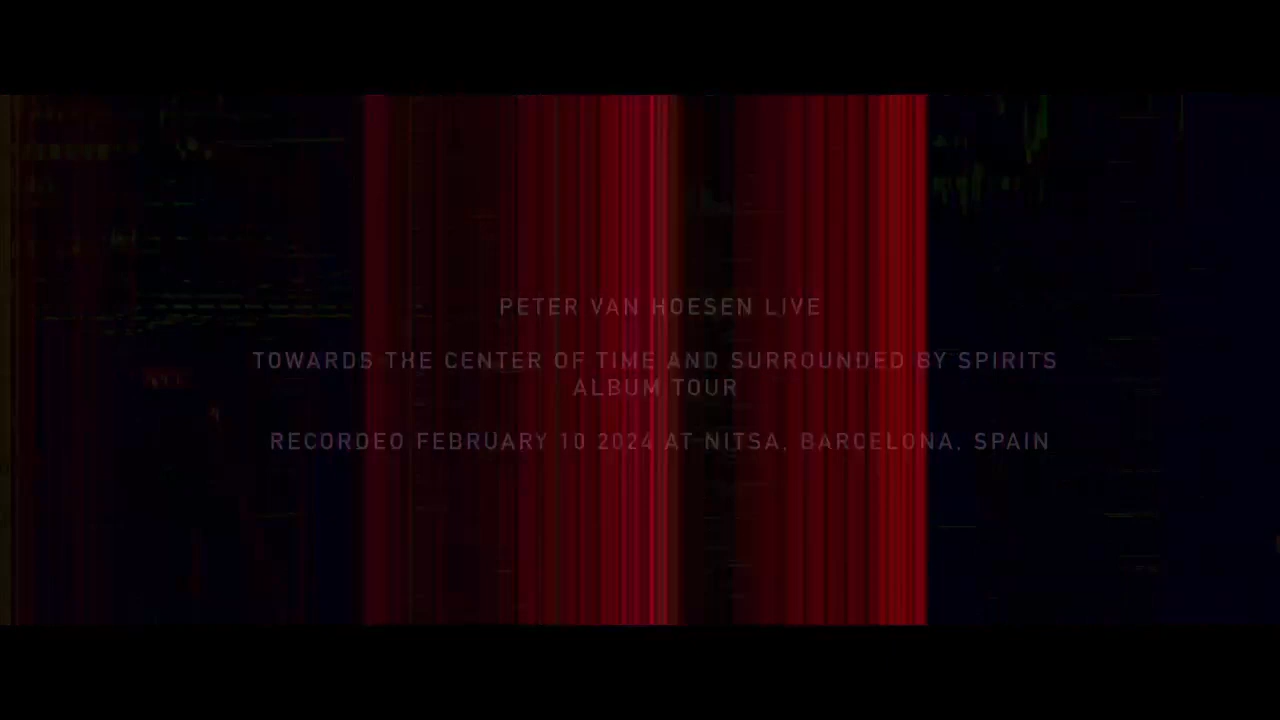 PETER VAN HOESEN LIVE
TOWARDS THE CENTER OF TIME AND SURROUNDED BY SPIRITS
ALBUM TOUR
RECORDED FEBRUARY 10 2024 AT NITSA, BARCELONA, SPAIN